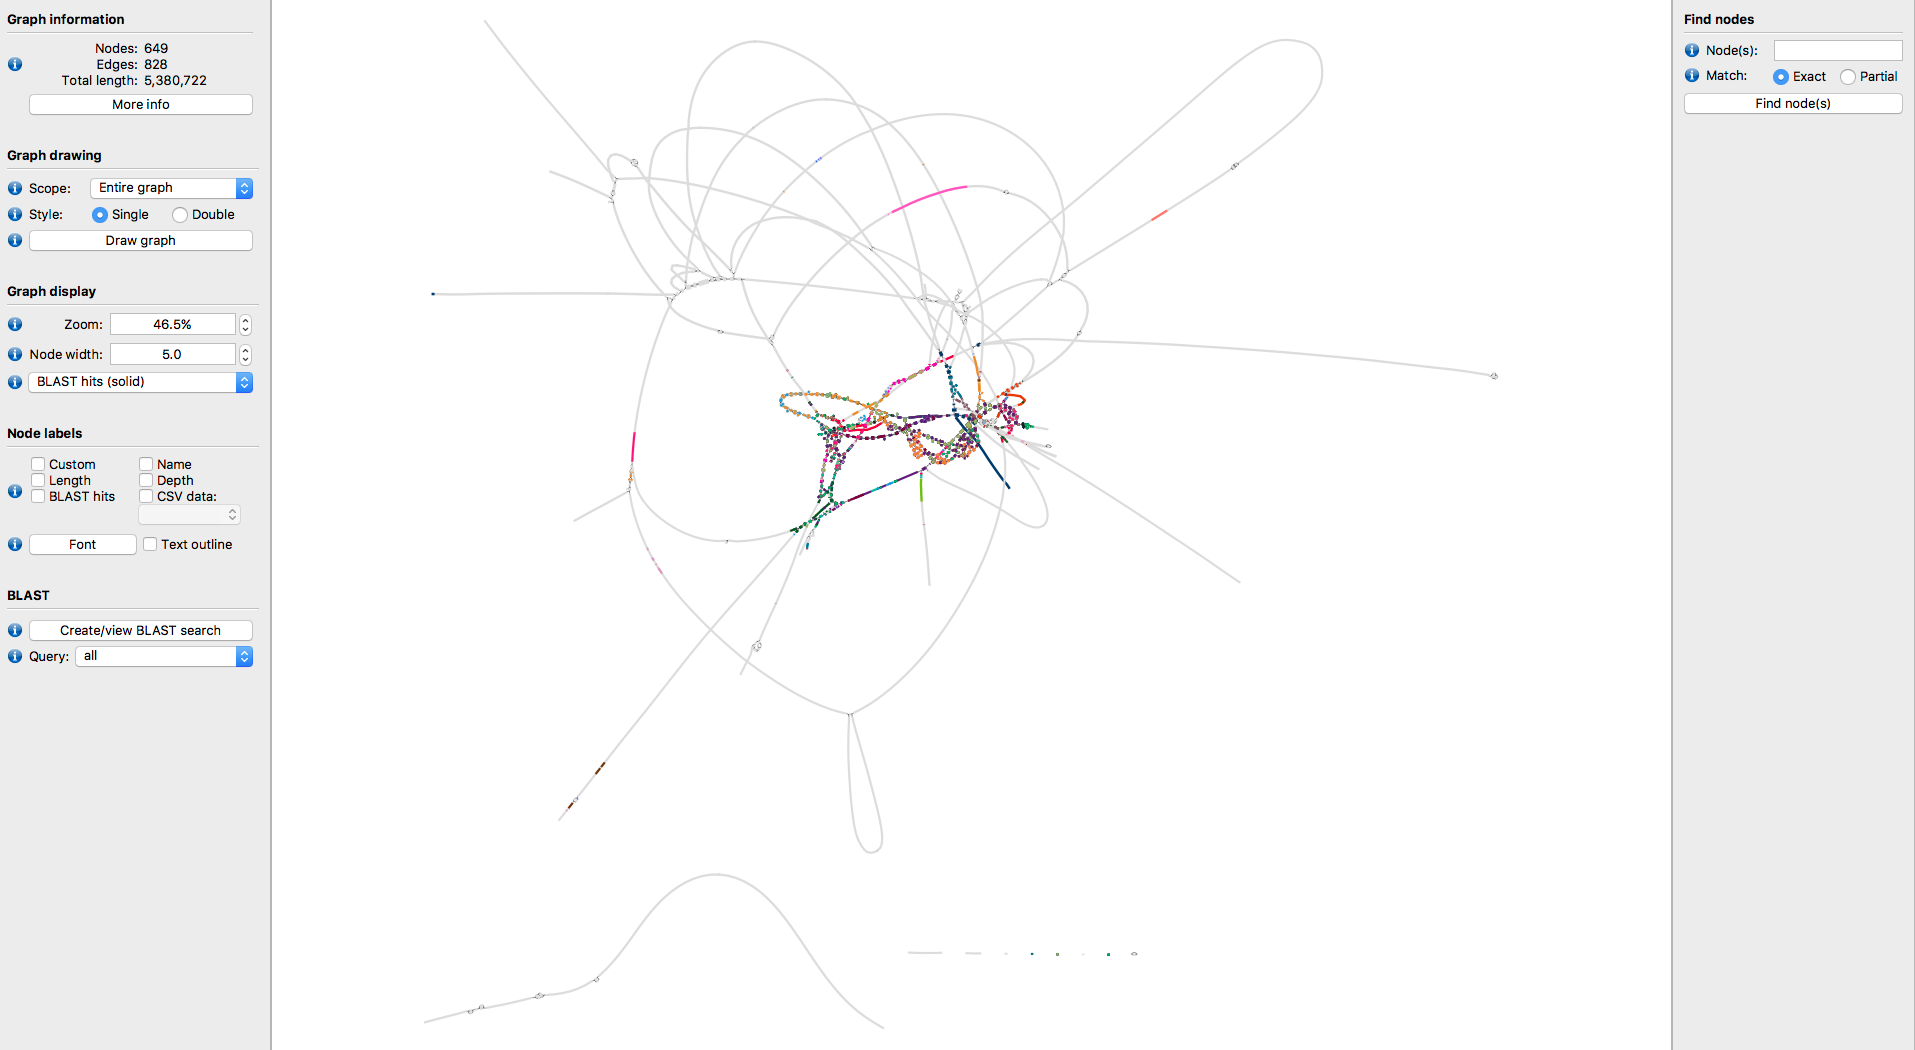 Graph information
Nodes: 649
Edges: 828
Total length: 5,380,722
More info
Graph drawing
Scope: Entire graph
Style: Single Double
Draw graph
Graph display
Zoom: 46.5%
Node width: 5.0
BLAST hits (solid)
Node labels
Custom Name
Length Depth
BLAST hits CSV data:
Font Text outline
BLAST
Create/view BLAST search
Query: all
Find nodes
Node(s):
Match: Exact Partial
Find node(s)